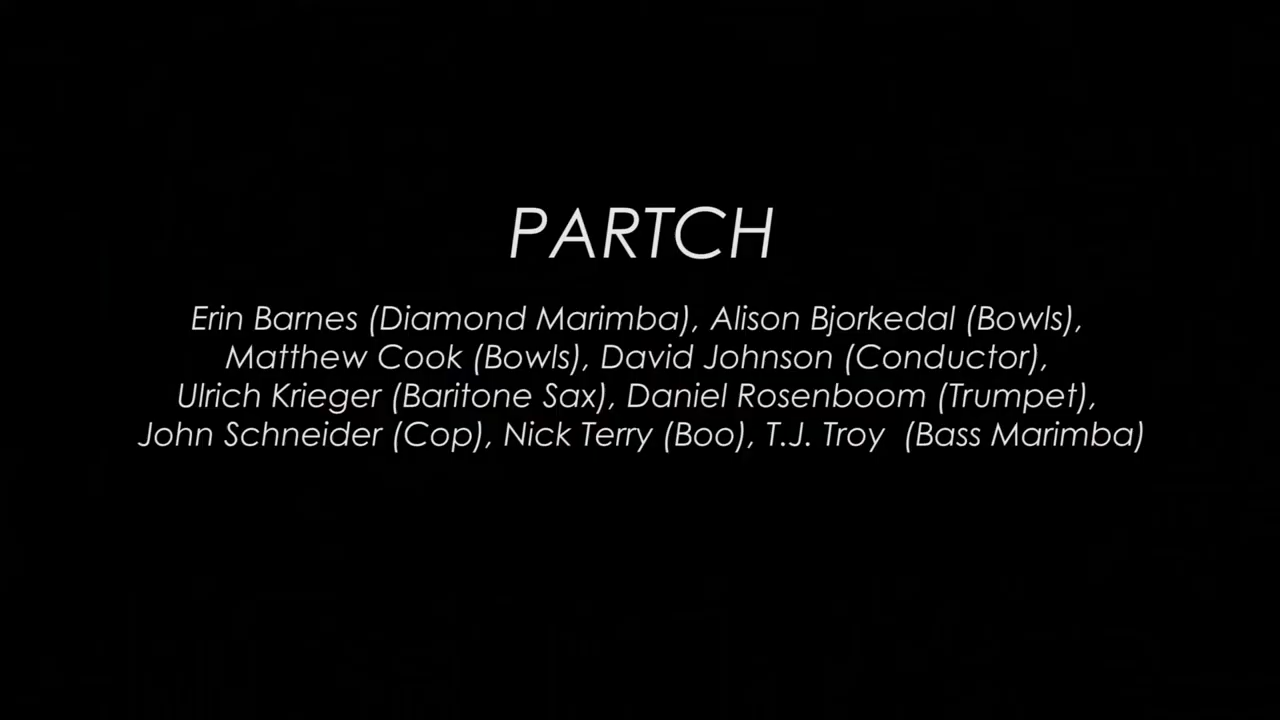 PARTCH
Erin Barnes (Diamond Marimba), Alison Bjorkedal (Bowls),
Matthew Cook (Bowls), David Johnson (Conductor),
Ulrich Krieger (Baritone Sax), Daniel Rosenboom (Trumpet),
John Schneider (Cop), Nick Terry (Boo), T.J. Troy  (Bass Marimba)